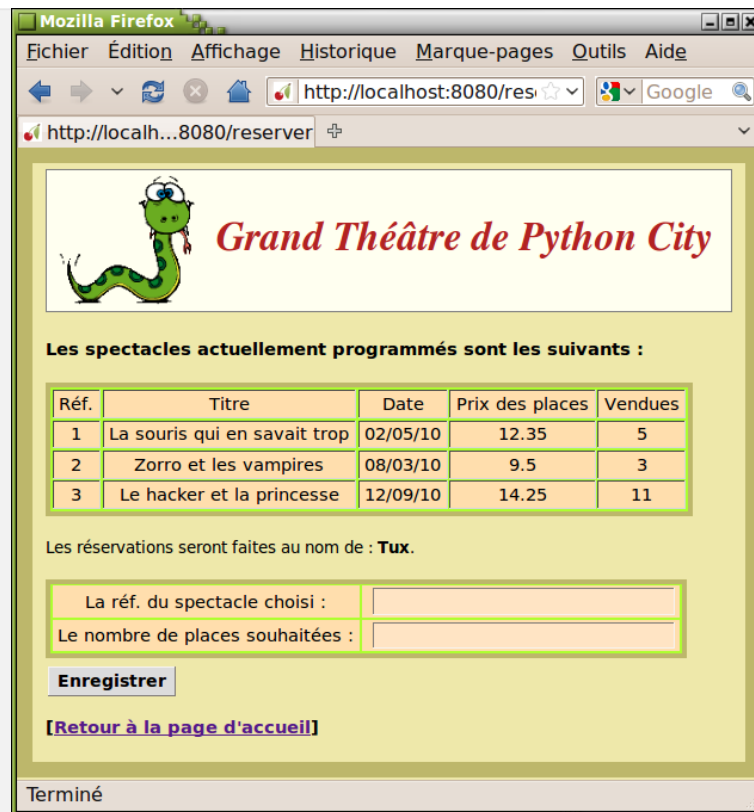 Mozilla Firefox
Fichier Édition Affichage Historique Marque-pages Outils Aide
http://localhost:8080/res Google
http://localh...8080/reserver
Grand Théâtre de Python City
Les spectacles actuellement programmés sont les suivants :
Réf. Titre Date Prix des places Vendues
1 La souris qui en savait trop 02/05/10 12.35 5
2 Zorro et les vampires 08/03/10 9.5 3
3 Le hacker et la princesse 12/09/10 14.25 11
Les réservations seront faites au nom de : Tux.
La réf. du spectacle choisi :
Le nombre de places souhaitées :
Enregistrer
[Retour à la page d'accueil]
Terminé